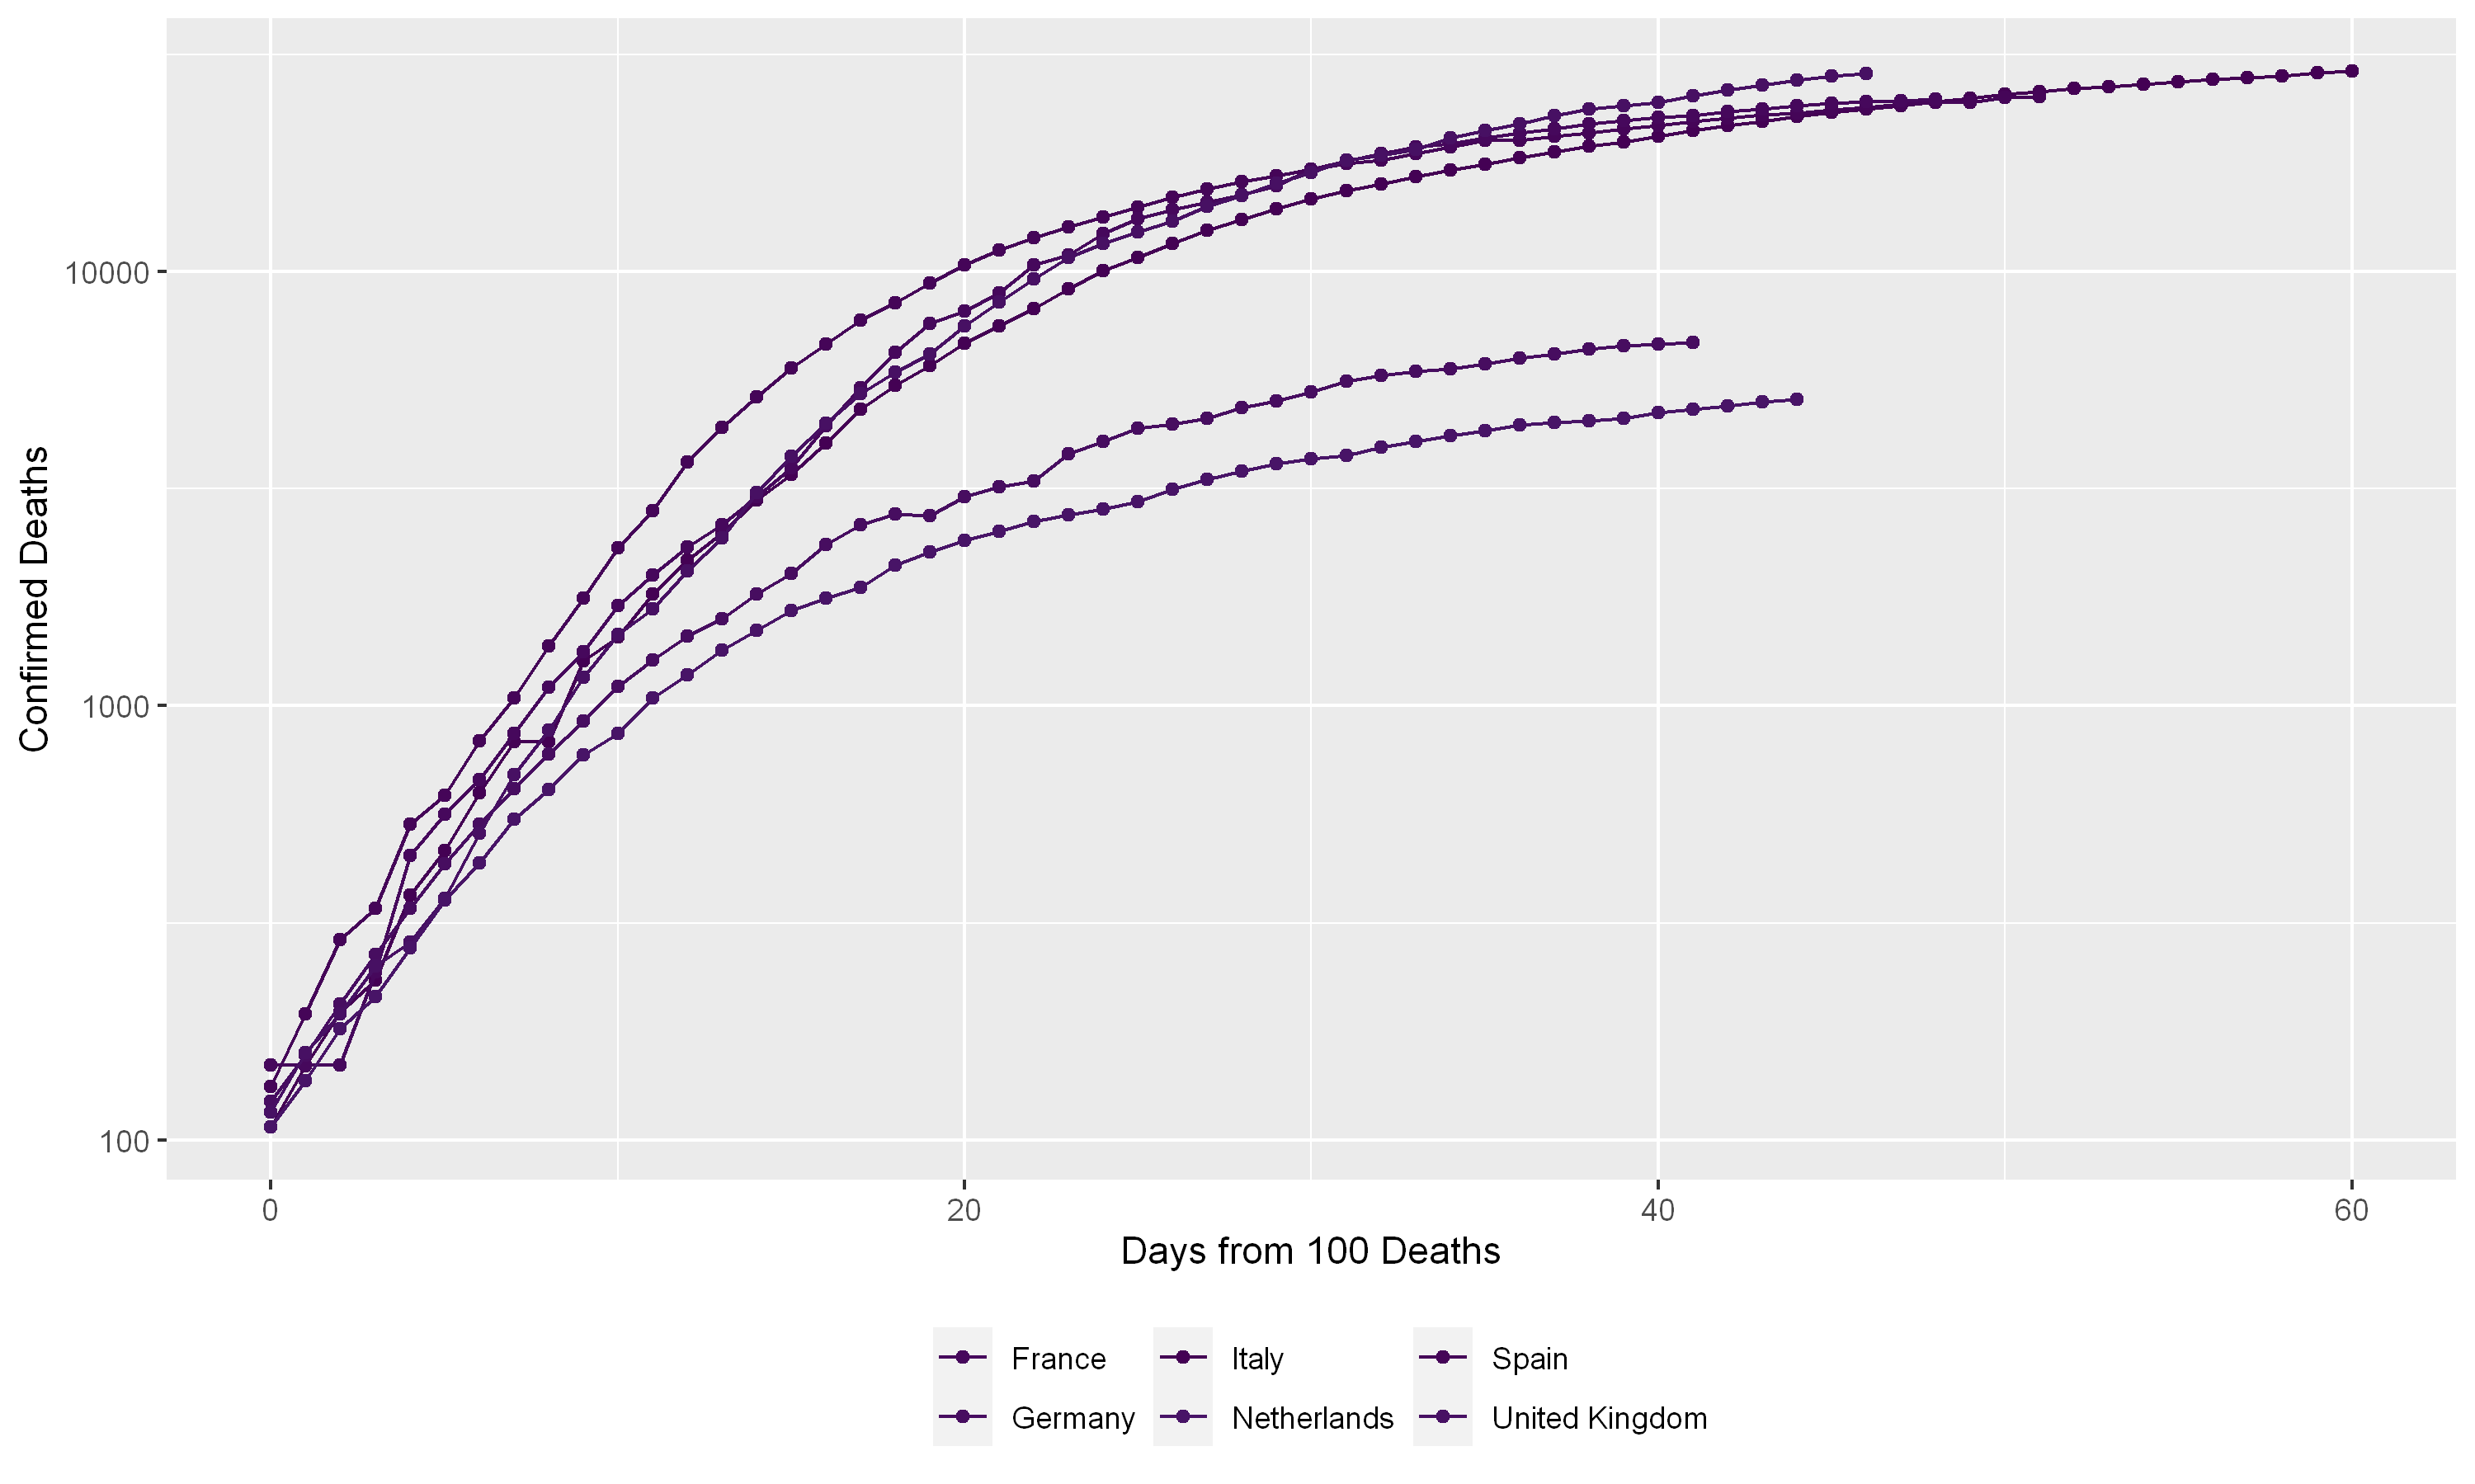 10000
1000
100
Confirmed Deaths
0 20 40 60
Days from 100 Deaths
France Italy Spain
Germany Netherlands United Kingdom